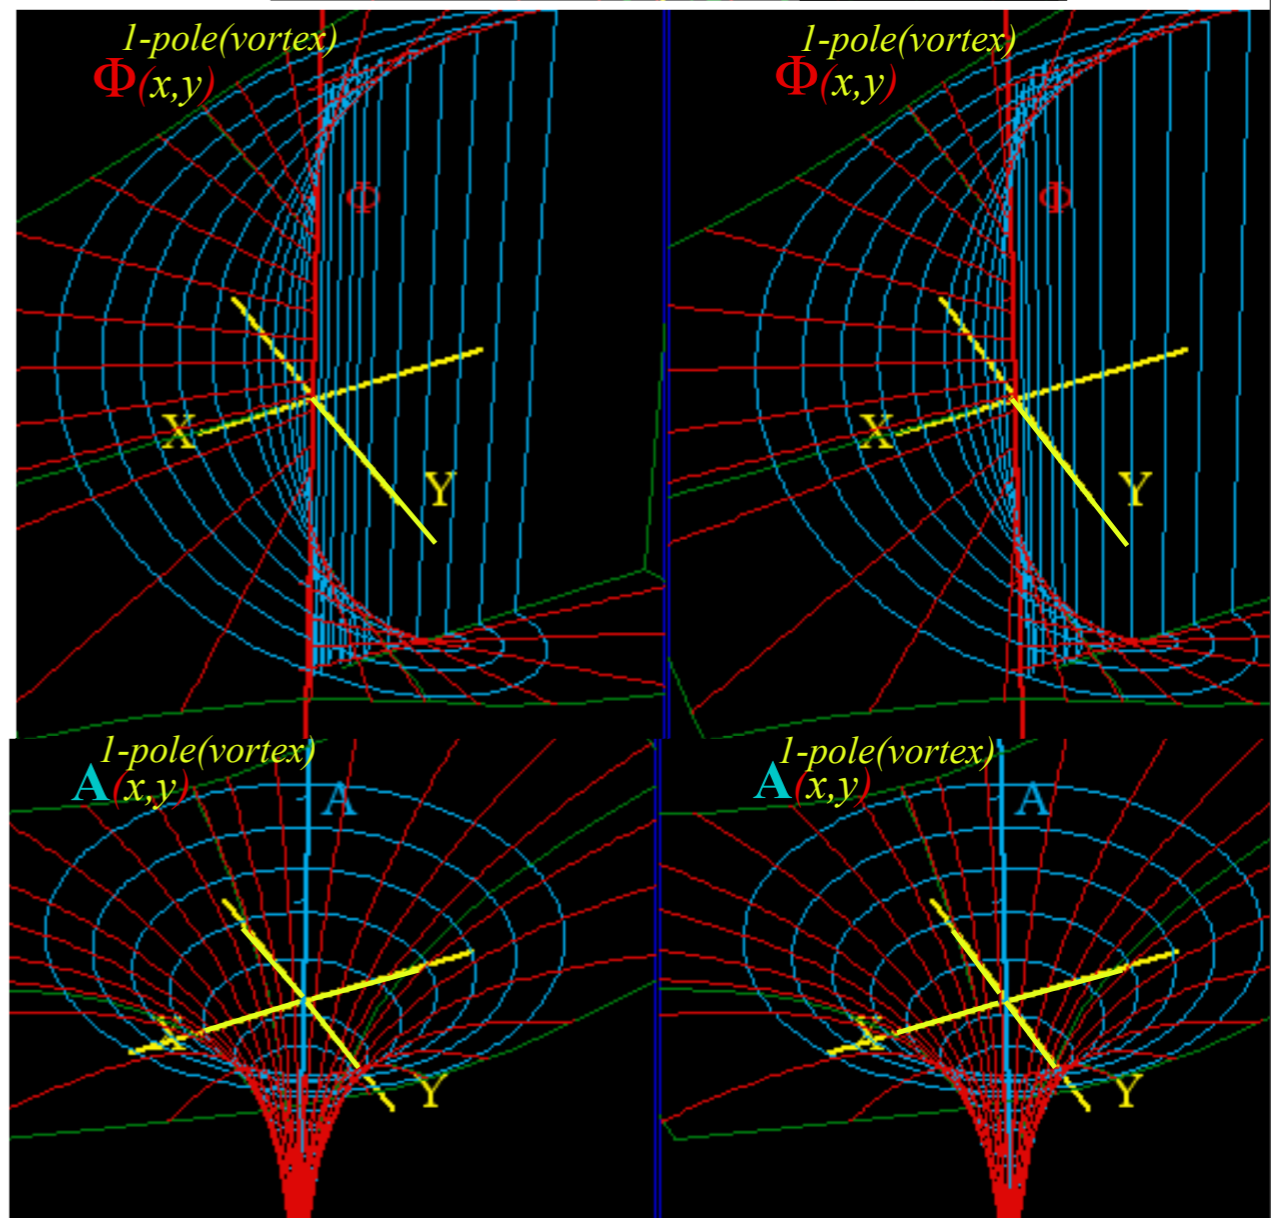 1-pole(vortex)
Φ(x,y)
Φ
X
Y
1-pole(vortex)
Φ(x,y)
Φ
X
Y
1-pole(vortex)
A(x,y)
A
X
Y
1-pole(vortex)
A(x,y)
A
X
Y